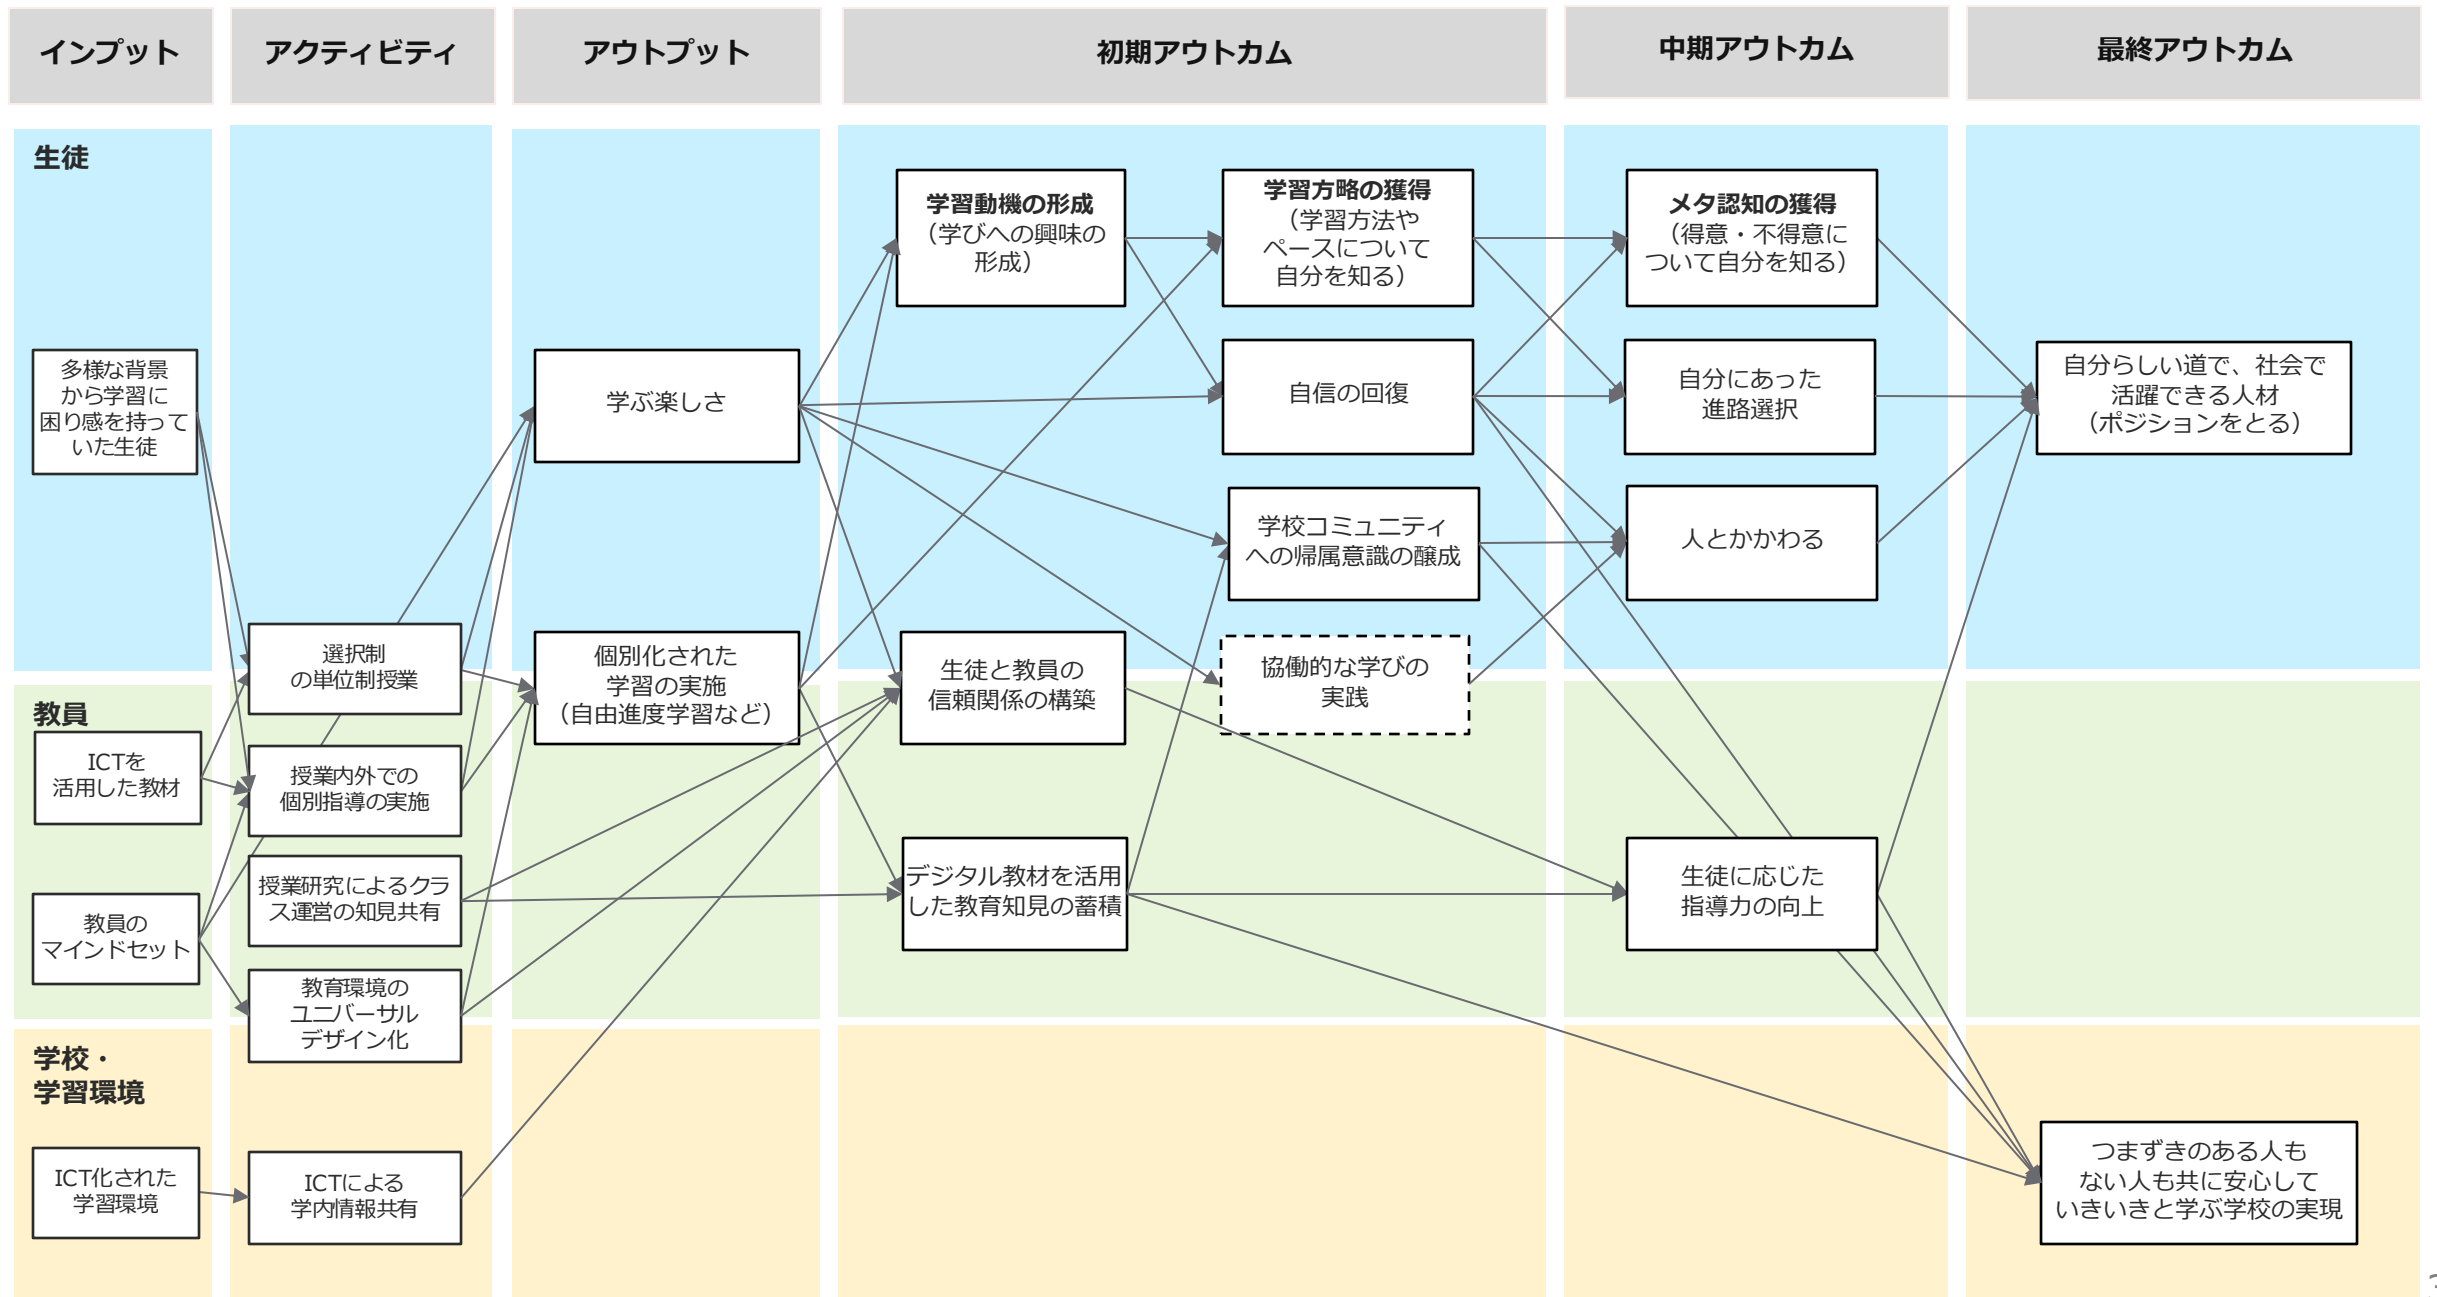 インプット
アクティビティ
アウトプット
初期アウトカム
中期アウトカム
最終アウトカム
生徒
多様な背景
から学習に
困り感を持って
いた生徒
教員
ICTを
活用した教材
教員の
マインドセット
学校・
学習環境
ICT化された
学習環境
選択制
の単位制授業
授業内外での
個別指導の実施
授業研究によるクラ
ス運営の知見共有
教育環境の
ユニバーサル
デザイン化
ICTによる
学内情報共有
学ぶ楽しさ
個別化された
学習の実施
（自由進度学習など）
学習動機の形成
（学びへの興味の
形成）
生徒と教員の
信頼関係の構築
デジタル教材を活用
した教育知見の蓄積
学習方略の獲得
（学習方法や
ペースについて
自分を知る）
自信の回復
学校コミュニティ
への帰属意識の醸成
協働的な学びの
実践
メタ認知の獲得
（得意・不得意に
ついて自分を知る）
自分にあった
進路選択
人とかかわる
生徒に応じた
指導力の向上
自分らしい道で、社会で
活躍できる人材
（ポジションをとる）
つまずきのある人も
ない人も共に安心して
いきいきと学ぶ学校の実現